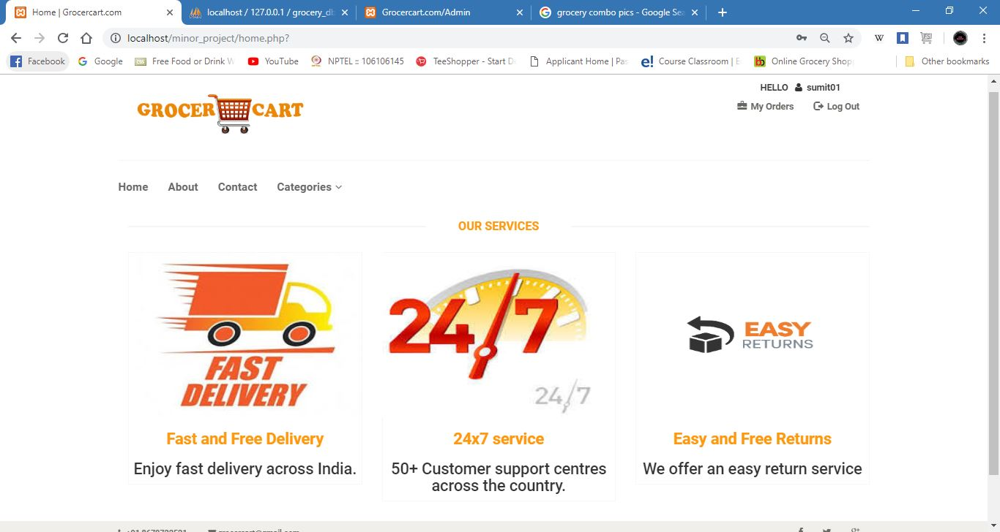 Home | Grocercart.com
localhost / 127.0.0.1 / grocery_db
Grocercart.com/Admin
grocery combo pics - Google Sea
localhost/minor_project/home.php?
W
Facebook
Google
Free Food or Drink W
YouTube
NPTEL :: 106106145
TeeShopper - Start D
Applicant Home | Pas
e!
Course Classroom | E
bb
Online Grocery Shop
Other bookmarks
GROCER CART
HELLO sumit01
My Orders
Log Out
Home
About
Contact
Categories
OUR SERVICES
FAST
DELIVERY
Fast and Free Delivery
Enjoy fast delivery across India.
24/7
24/7
24x7 service
50+ Customer support centres
across the country.
EASY
RETURNS
Easy and Free Returns
We offer an easy return service